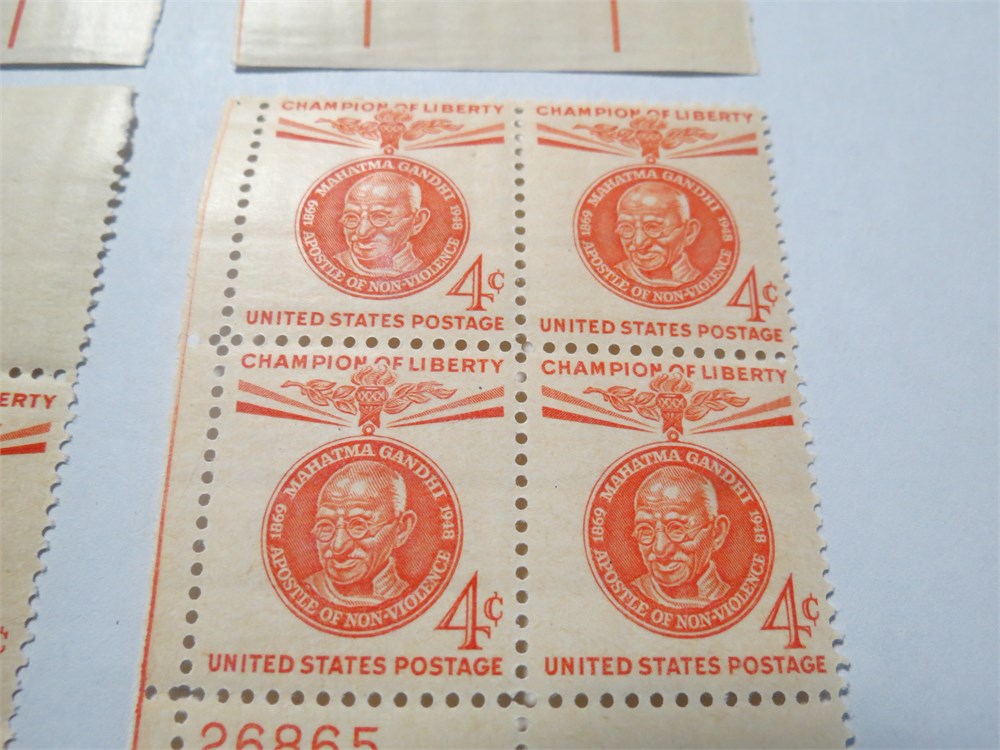 CHAMPION OF LIBERTY
MAHATMA GANDHI
1869 1948
APOSTLE OF NON-VIOLENCE
4¢
UNITED STATES POSTAGE
CHAMPION OF LIBERTY
MAHATMA GANDHI
1869 1948
APOSTLE OF NON-VIOLENCE
4¢
UNITED STATES POSTAGE
CHAMPION OF LIBERTY
MAHATMA GANDHI
1869 1948
APOSTLE OF NON-VIOLENCE
4¢
UNITED STATES POSTAGE
CHAMPION OF LIBERTY
MAHATMA GANDHI
1869 1948
APOSTLE OF NON-VIOLENCE
4¢
UNITED STATES POSTAGE
26865
ERTY